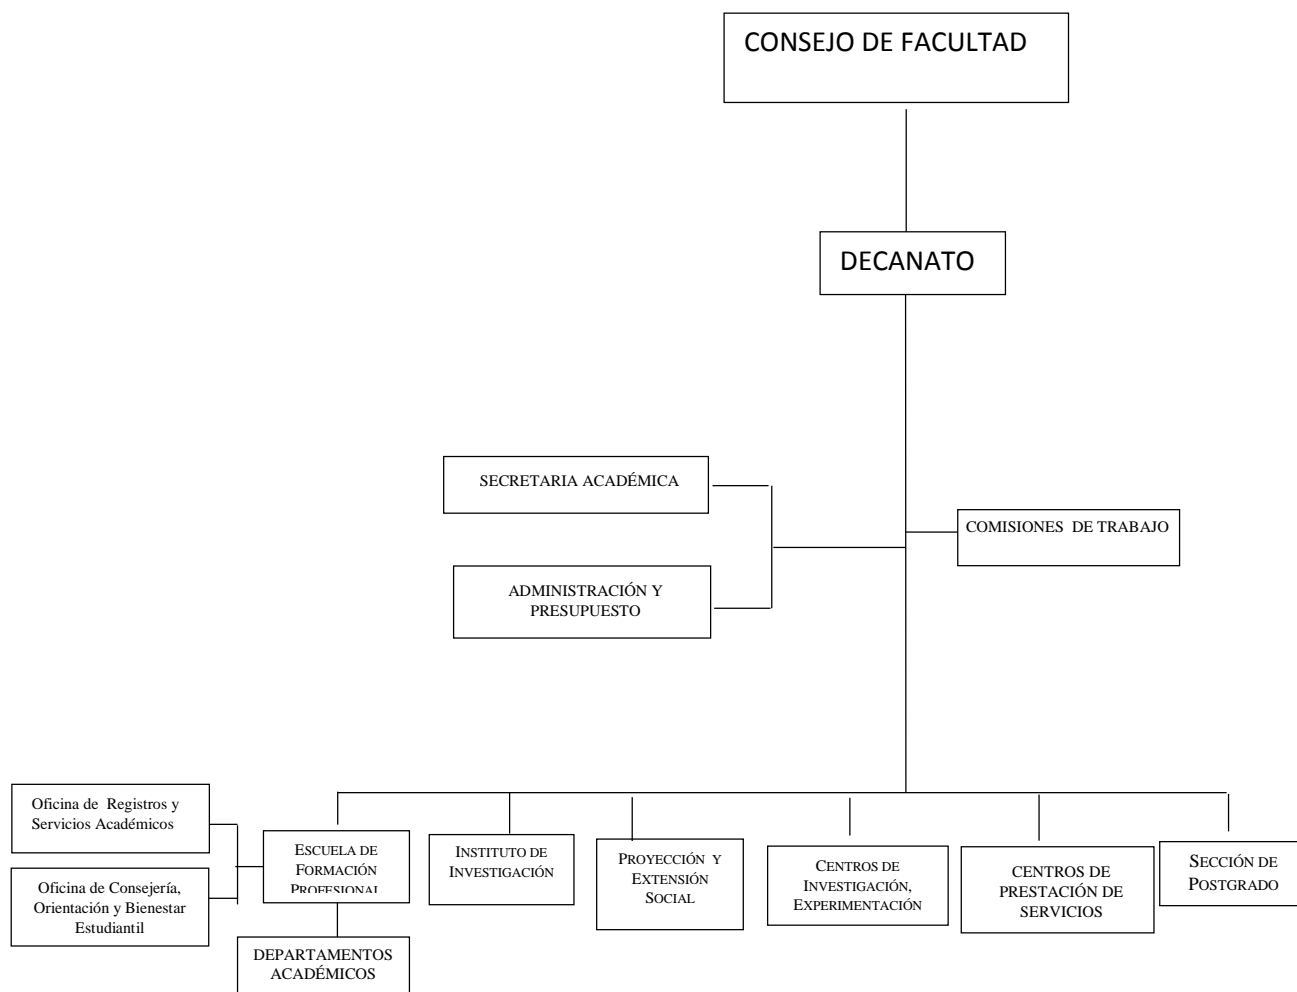 CONSEJO DE FACULTAD
DECANATO
SECRETARIA ACADÉMICA
COMISIONES DE TRABAJO
ADMINISTRACIÓN Y
PRESUPUESTO
Oficina de Registros y
Servicios Académicos
Oficina de Consejería,
Orientación y Bienestar
Estudiantil
ESCUELA DE
FORMACIÓN
PROFESIONAL
DEPARTAMENTOS
ACADÉMICOS
INSTITUTO DE
INVESTIGACIÓN
PROYECCIÓN Y
EXTENSIÓN
SOCIAL
CENTROS DE
INVESTIGACIÓN,
EXPERIMENTACIÓN
CENTROS DE
PRESTACIÓN DE
SERVICIOS
SECCIÓN DE
POSTGRADO